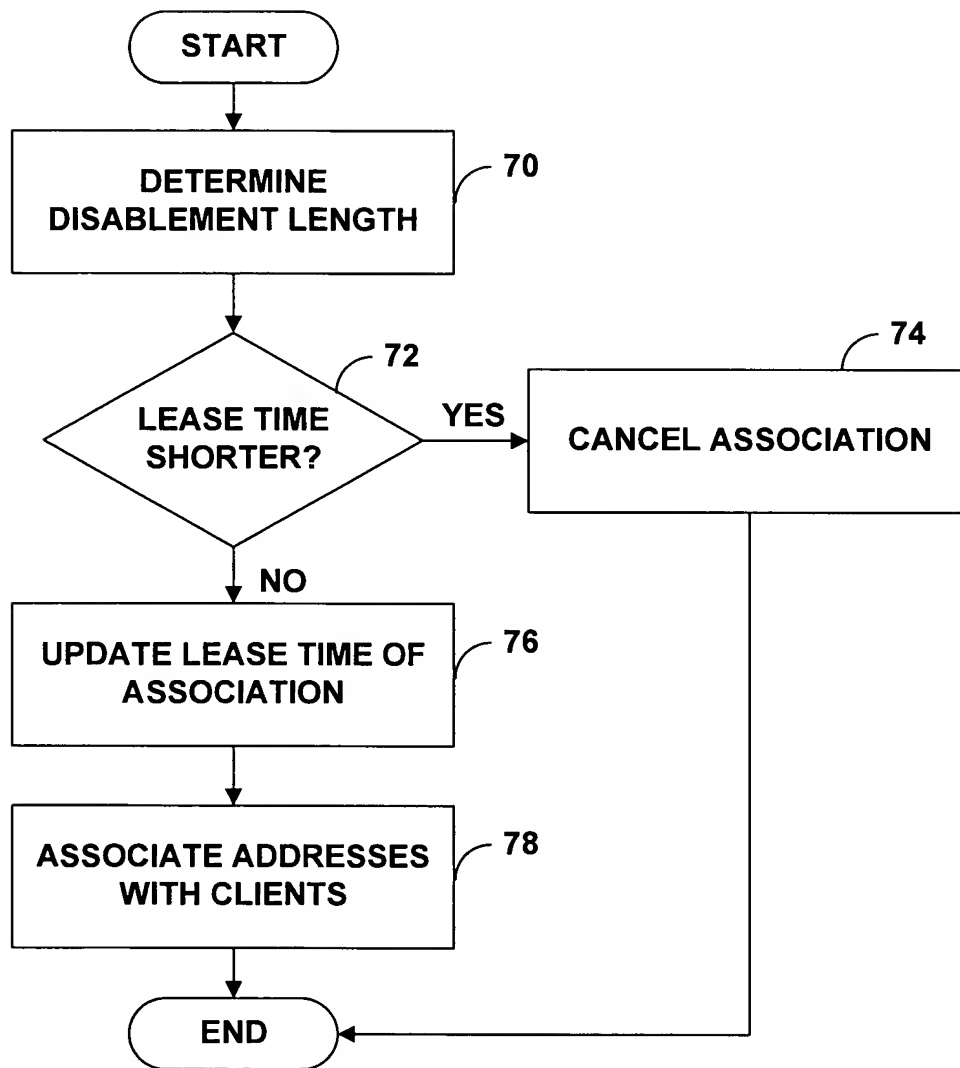 START
DETERMINE
DISABLEMENT LENGTH
70
LEASE TIME
SHORTER?
72
YES
CANCEL ASSOCIATION
74
NO
UPDATE LEASE TIME OF
ASSOCIATION
76
ASSOCIATE ADDRESSES
WITH CLIENTS
78
END